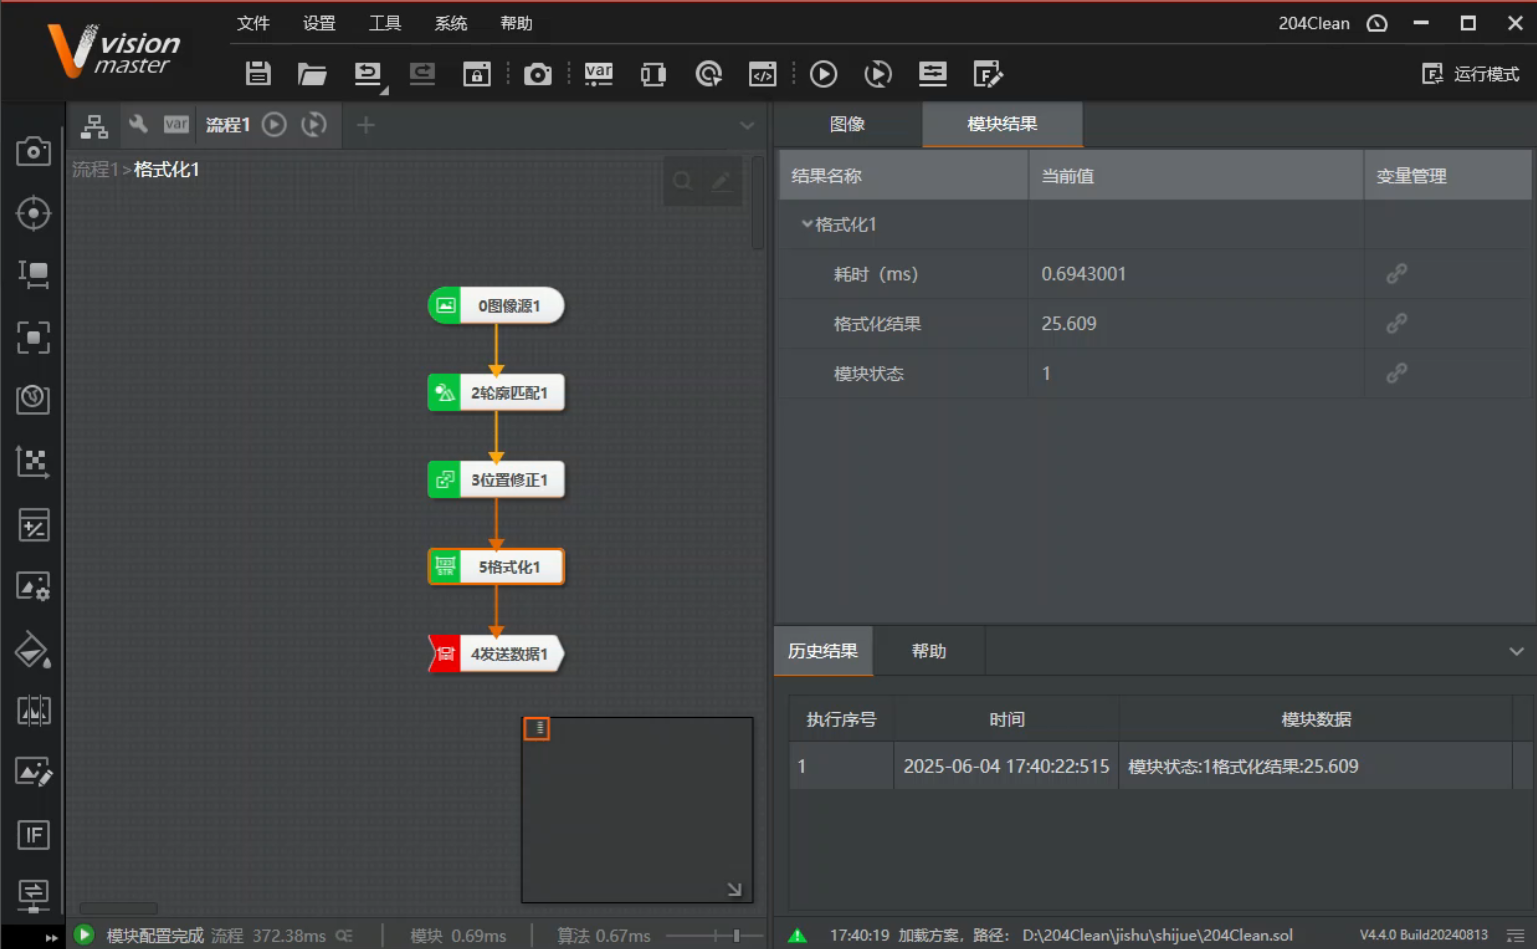 vision
master
文件 设置 工具 系统 帮助
204Clean
运行模式
var
var 流程1
流程1>格式化1
0图像源1
2轮廓匹配1
3位置修正1
123
STR
5格式化1
4发送数据1
IF
图像 模块结果
结果名称 当前值 变量管理
格式化1
耗时（ms） 0.6943001
格式化结果 25.609
模块状态 1
历史结果 帮助
执行序号 时间 模块数据
1 2025-06-04 17:40:22:515 模块状态:1格式化结果:25.609
模块配置完成 流程 372.38ms 模块 0.69ms 算法 0.67ms
17:40:19 加载方案，路径： D:\204Clean\jishu\shijue\204Clean.sol V4.4.0 Build20240813